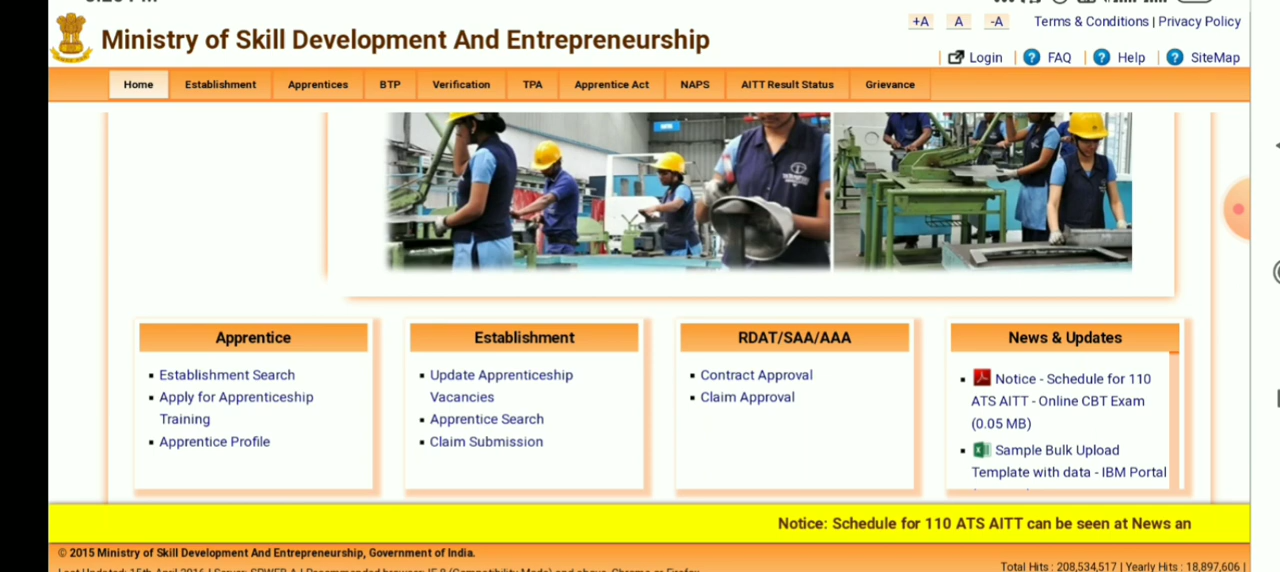 +A A -A Terms & Conditions | Privacy Policy
Ministry of Skill Development And Entrepreneurship
Login | FAQ | Help | SiteMap
Home Establishment Apprentices BTP Verification TPA Apprentice Act NAPS AITT Result Status Grievance
Apprentice
Establishment Search
Apply for Apprenticeship
Training
Apprentice Profile
Establishment
Update Apprenticeship
Vacancies
Apprentice Search
Claim Submission
RDAT/SAA/AAA
Contract Approval
Claim Approval
News & Updates
Notice - Schedule for 110
ATS AITT - Online CBT Exam
(0.05 MB)
Sample Bulk Upload
Template with data - IBM Portal
Notice: Schedule for 110 ATS AITT can be seen at News an
© 2015 Ministry of Skill Development And Entrepreneurship, Government of India.
Total Hits : 208,534,517 | Yearly Hits : 18,897,606 |